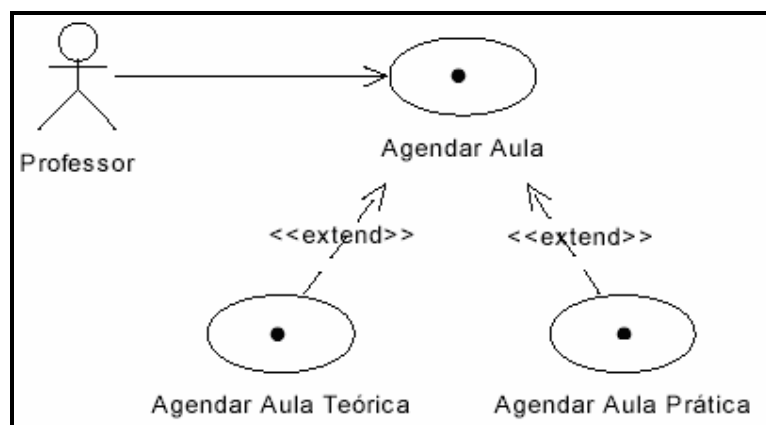 Professor
Agendar Aula
<<extend>>
<<extend>>
Agendar Aula Teórica
Agendar Aula Prática